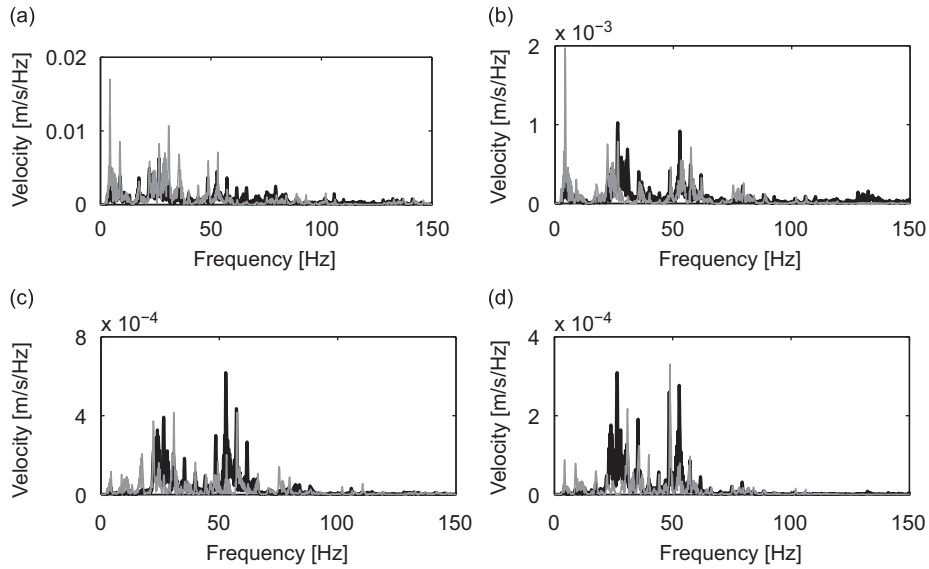 (a)
Velocity [m/s/Hz]
0.02
0.01
0
0 50 100 150
Frequency [Hz]
(b)
x 10−3
Velocity [m/s/Hz]
2
1
0
0 50 100 150
Frequency [Hz]
(c)
x 10−4
Velocity [m/s/Hz]
8
4
0
0 50 100 150
Frequency [Hz]
(d)
x 10−4
Velocity [m/s/Hz]
4
2
0
0 50 100 150
Frequency [Hz]